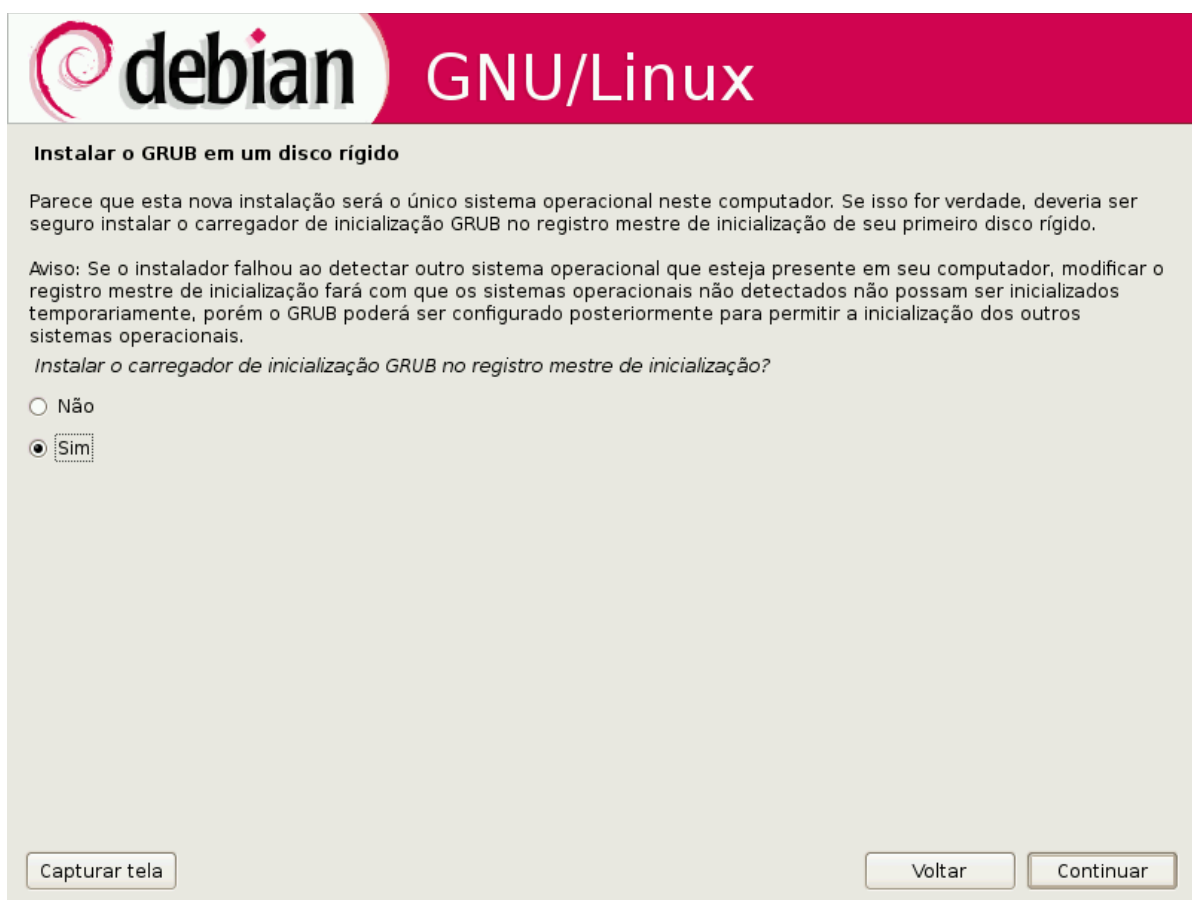 debian GNU/Linux
Instalar o GRUB em um disco rígido
Parece que esta nova instalação será o único sistema operacional neste computador. Se isso for verdade, deveria ser
seguro instalar o carregador de inicialização GRUB no registro mestre de inicialização de seu primeiro disco rígido.
Aviso: Se o instalador falhou ao detectar outro sistema operacional que esteja presente em seu computador, modificar o
registro mestre de inicialização fará com que os sistemas operacionais não detectados não possam ser inicializados
temporariamente, porém o GRUB poderá ser configurado posteriormente para permitir a inicialização dos outros
sistemas operacionais.
Instalar o carregador de inicialização GRUB no registro mestre de inicialização?
Não
Sim
Capturar tela Voltar Continuar